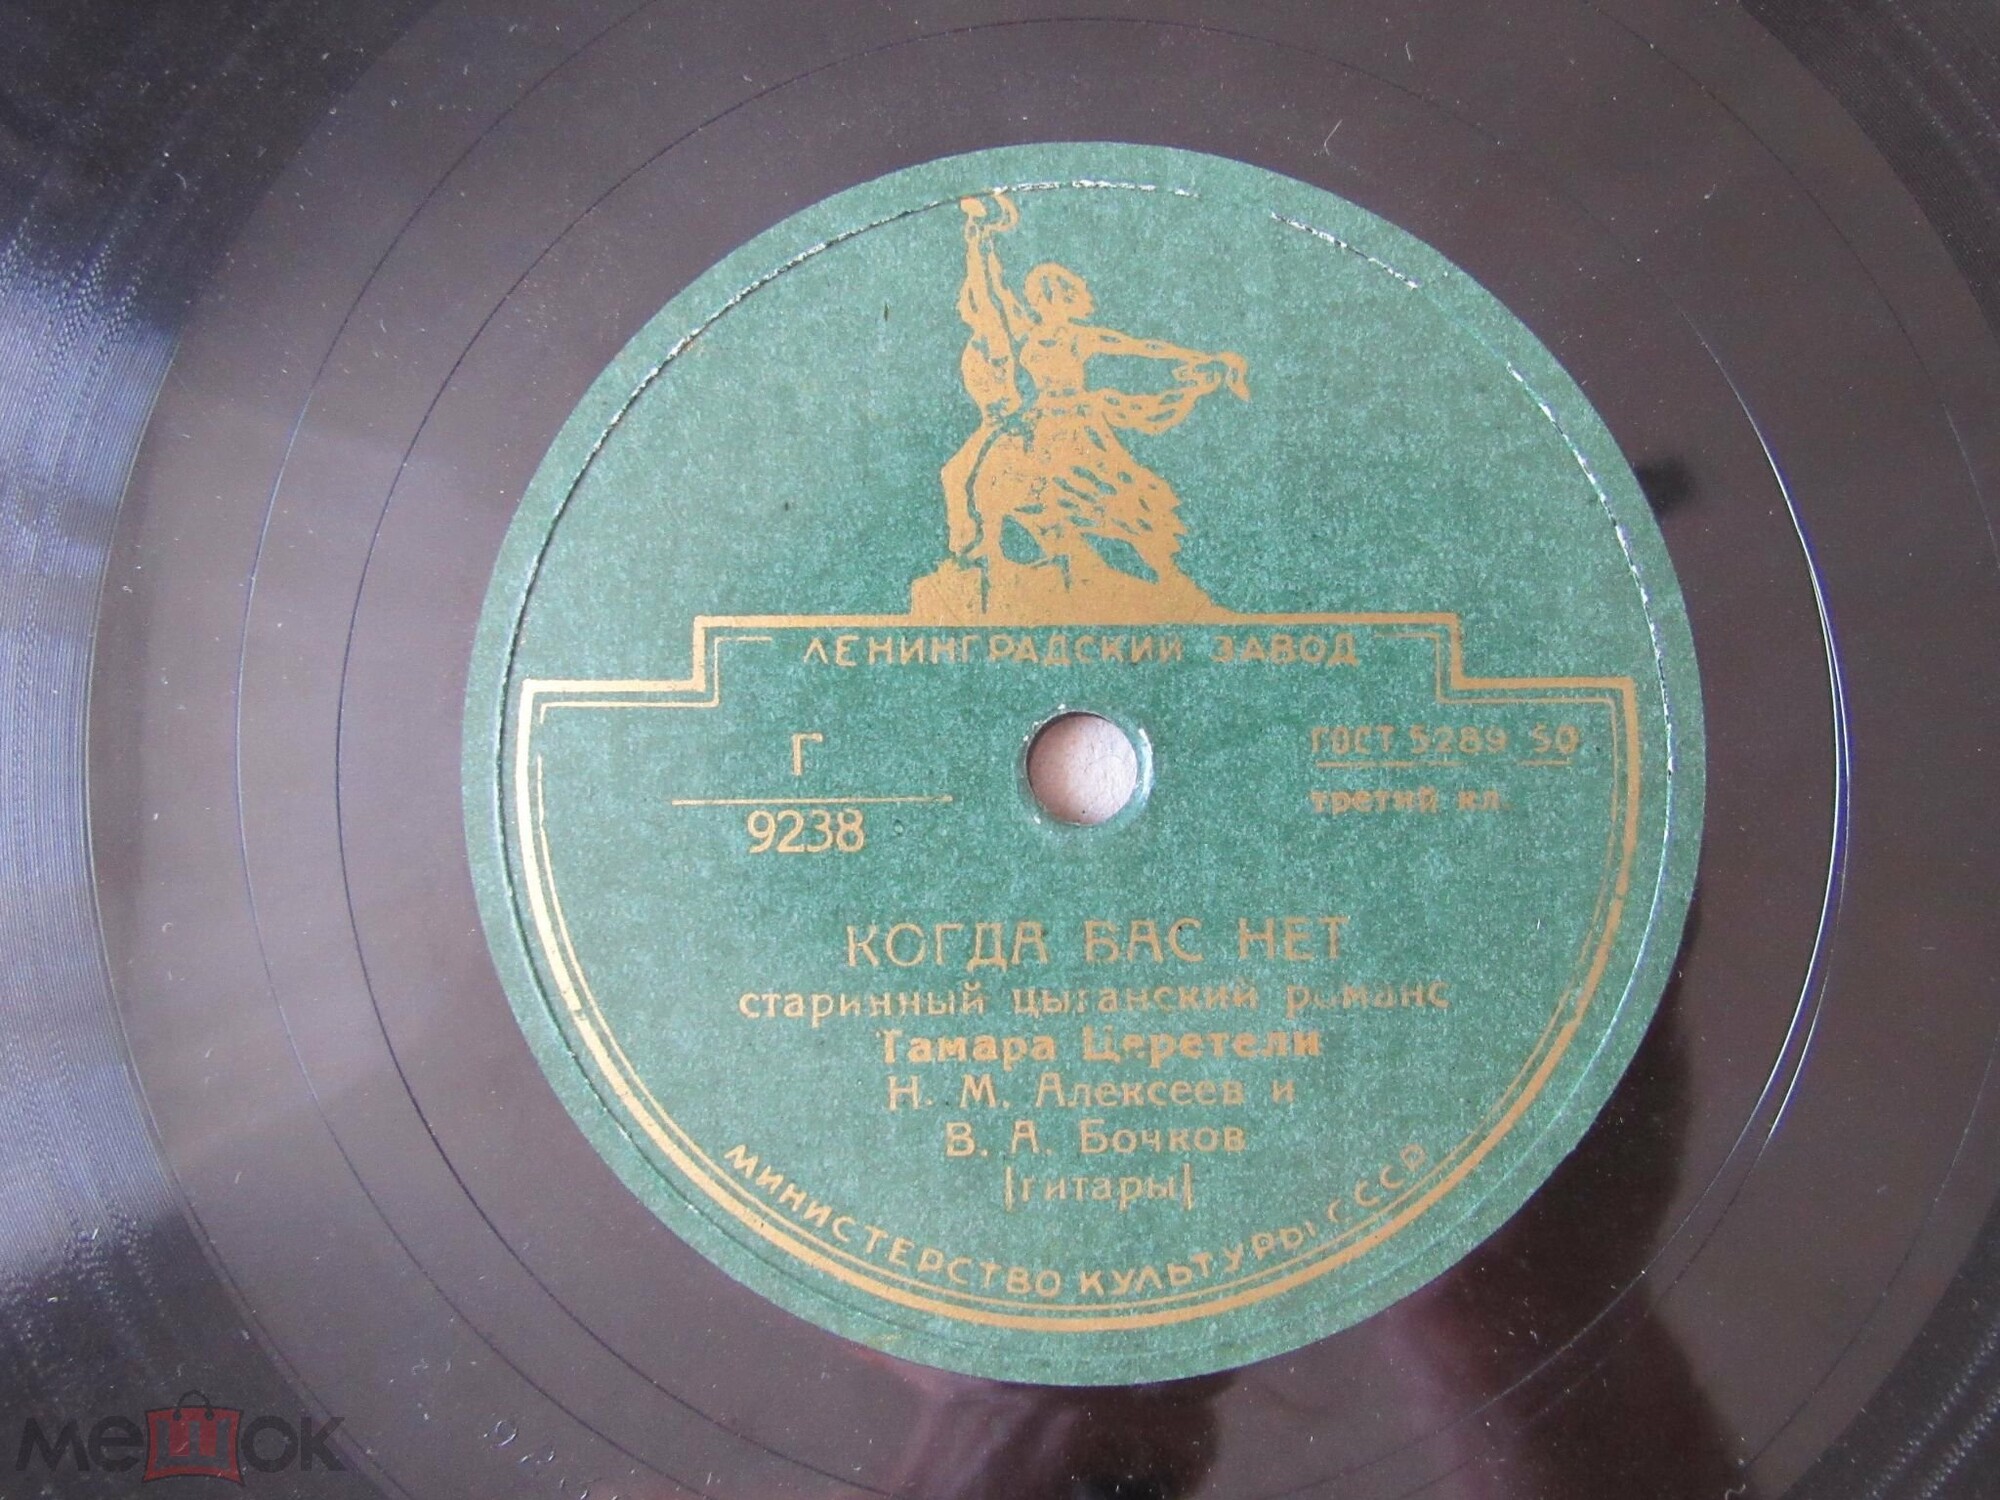 ЛЕНИНГРАДСКИЙ ЗАВОД
Г
9238
ГОСТ 5289 50
третий кл.
КОГДА БАС НЕТ
старинный цыганский романс
Тамара Церетели
Н. М. Алексеев и
В. А. Бочков
(гитары)
МИНИСТЕРСТВО КУЛЬТУРЫ СССР
мешок